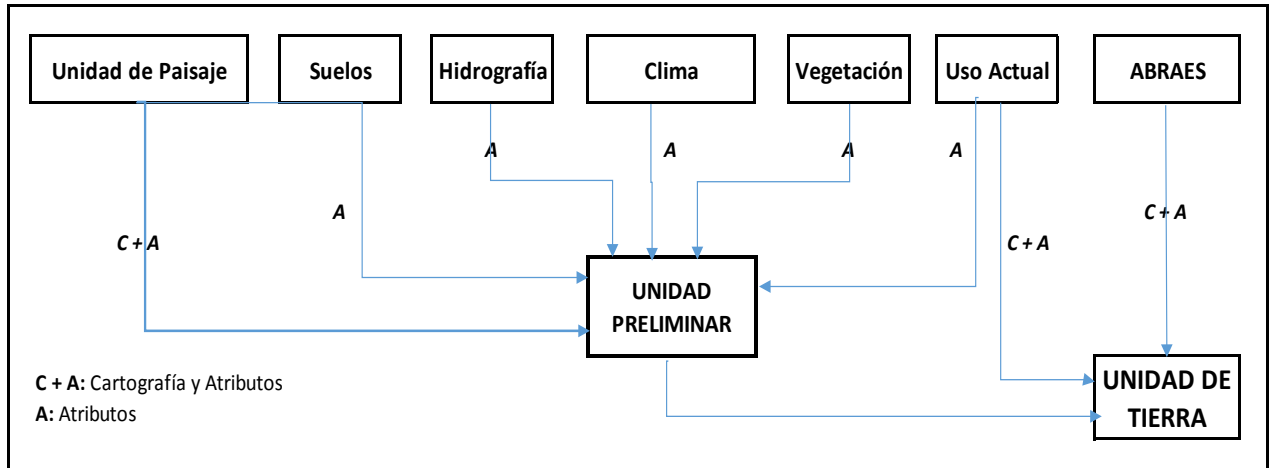 Unidad de Paisaje
Suelos
Hidrografía
Clima
Vegetación
Uso Actual
ABRAES
A
A
A
A
A
C + A
C + A
C + A
UNIDAD
PRELIMINAR
UNIDAD DE
TIERRA
C + A: Cartografía y Atributos
A: Atributos